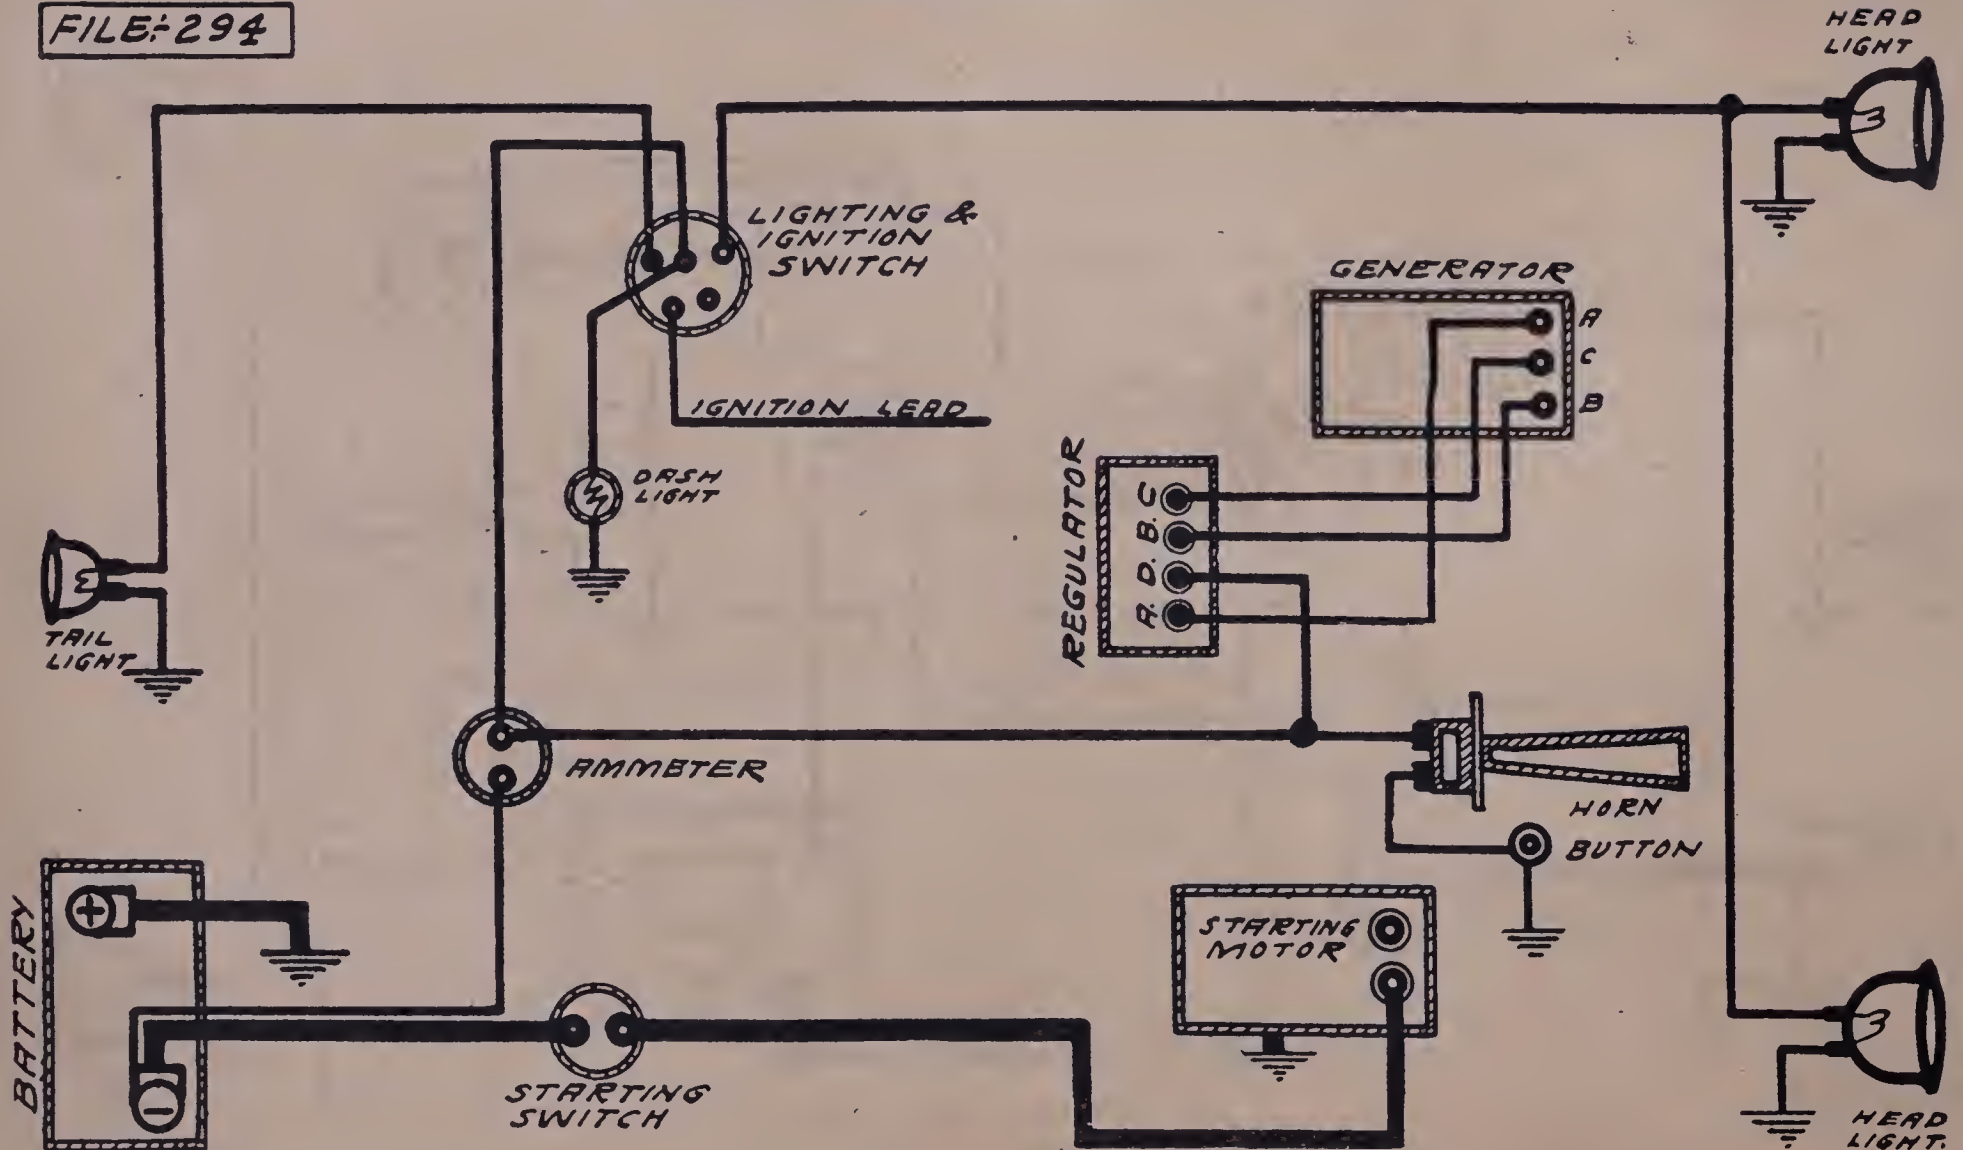 FILE:-294
HEAD
LIGHT
LIGHTING &
IGNITION
SWITCH
GENERATOR
A
C
B
IGNITION LEAD
DASH
LIGHT
REGULATOR
C
B.
D.
A.
TAIL
LIGHT
AMMETER
HORN
BUTTON
BATTERY
+
STARTING
MOTOR
-
STARTING
SWITCH
HEAD
LIGHT.